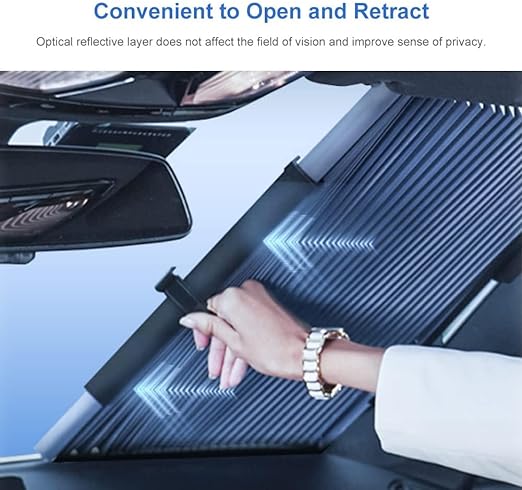 Convenient to Open and Retract
Optical reflective layer does not affect the field of vision and improve sense of privacy.